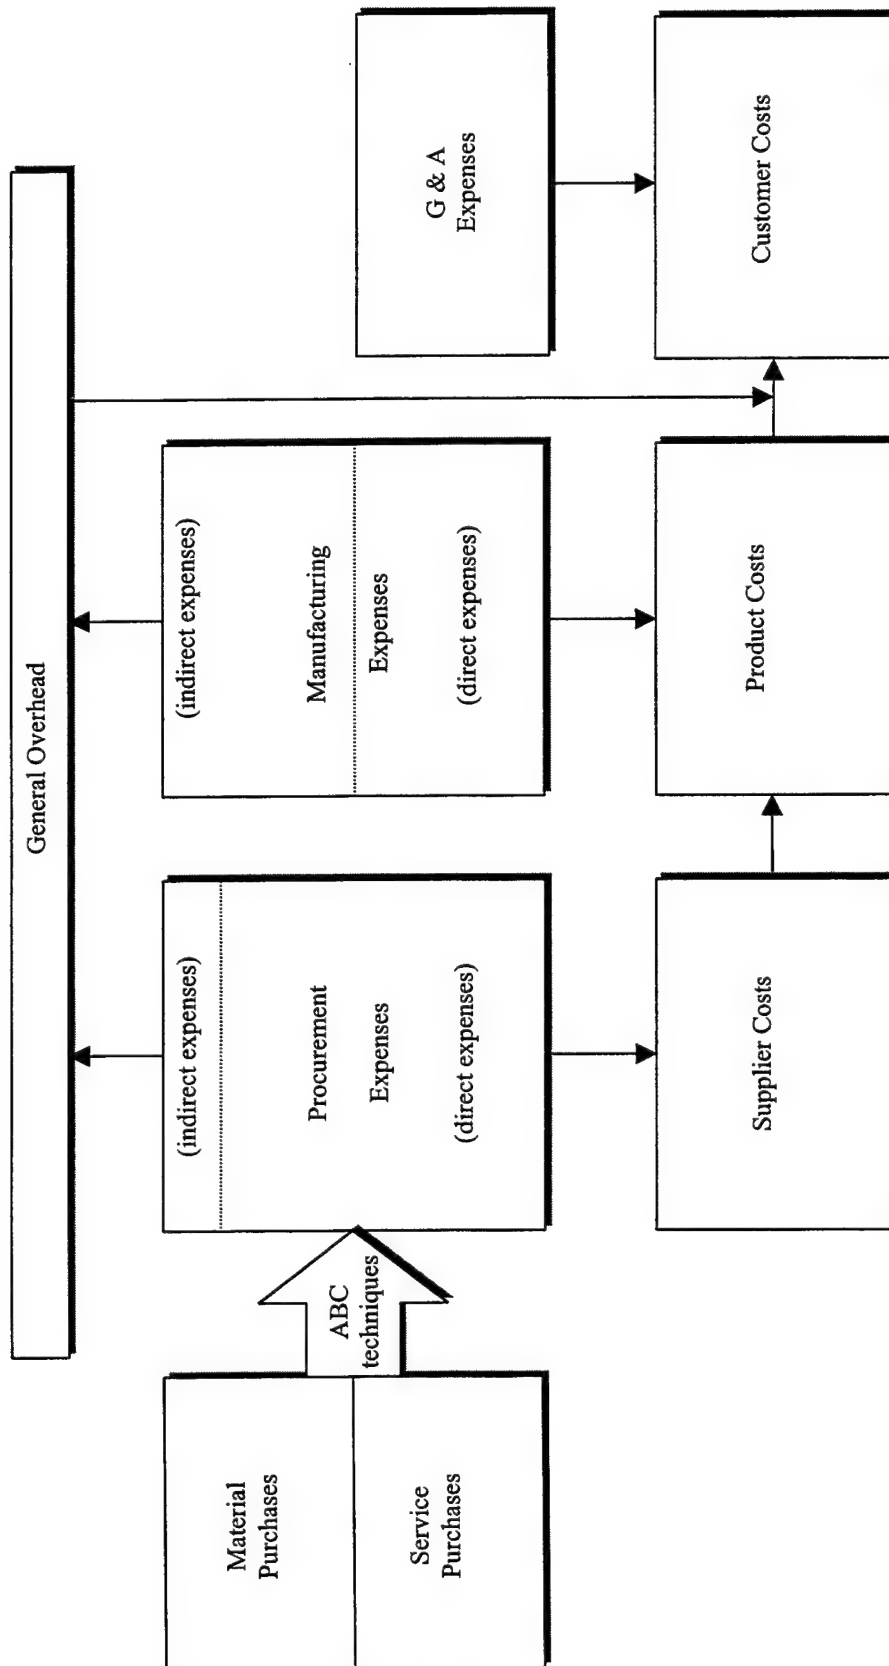 General Overhead
Material
Purchases
Service
Purchases
ABC
techniques
(indirect expenses)
Procurement
Expenses
(direct expenses)
(indirect expenses)
Manufacturing
Expenses
(direct expenses)
G & A
Expenses
Supplier Costs
Product Costs
Customer Costs